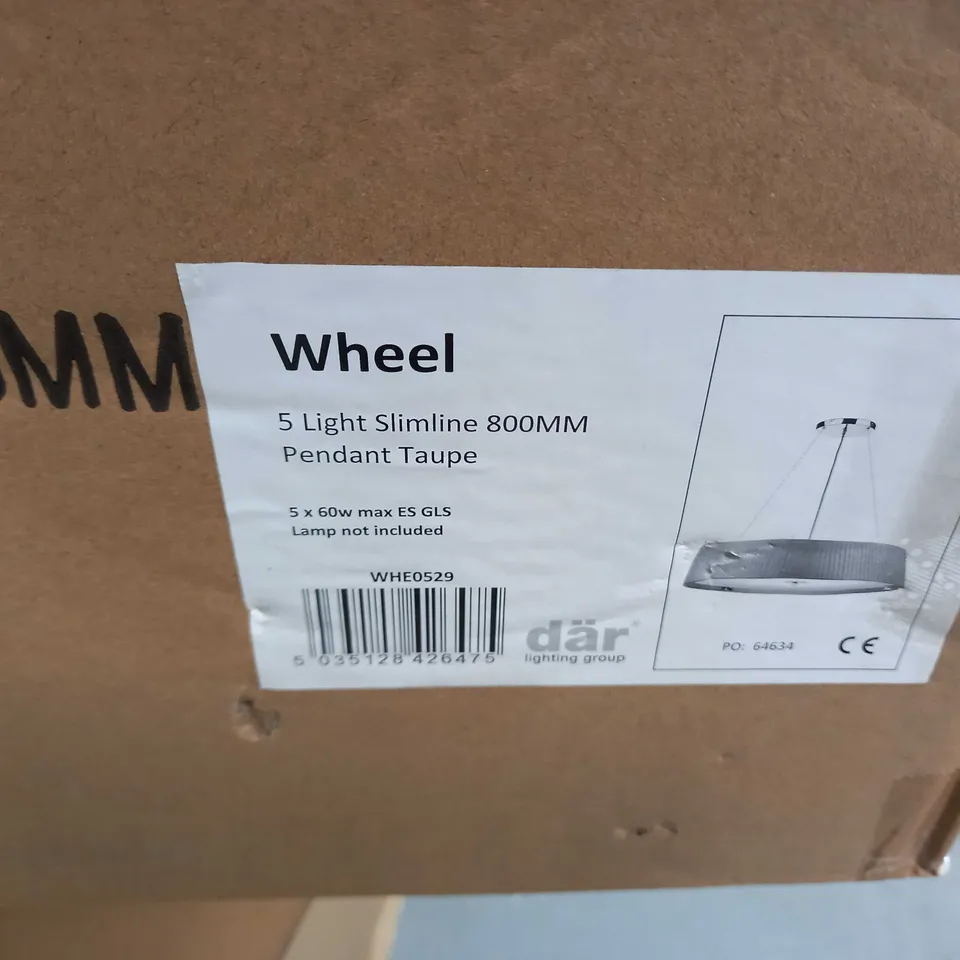 MM
Wheel
5 Light Slimline 800MM
Pendant Taupe
5 x 60w max ES GLS
Lamp not included
WHE0529
5 035128 426475
där
lighting group
PO: 64634
CE